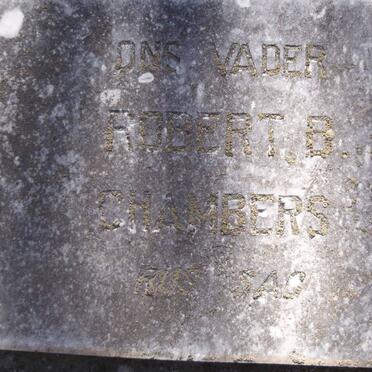 ONS VADER
ROBERT. B.
CHAMBERS
RUS SAG